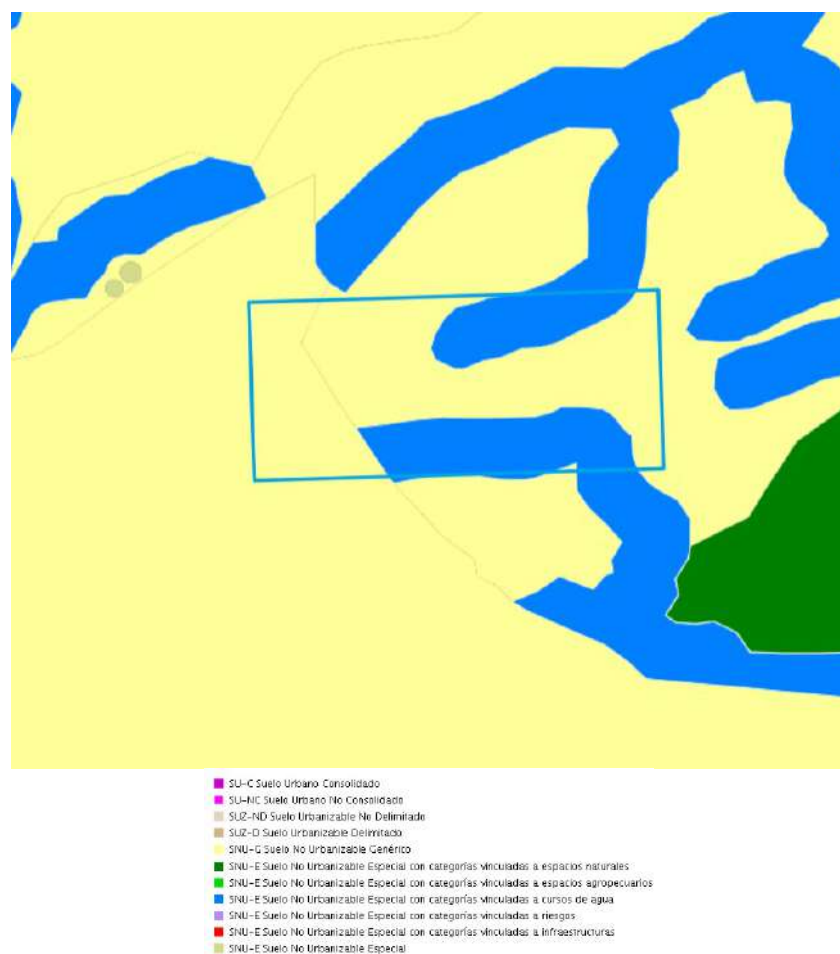 SU-C Suelo Urbano Consolidado
SU-NC Suelo Urbano No Consolidado
SUZ-ND Suelo Urbanizable No Delimitado
SUZ-D Suelo Urbanizable Delimitado
SNU-G Suelo No Urbanizable Genérico
SNU-E Suelo No Urbanizable Especial con categorías vinculadas a espacios naturales
SNU-E Suelo No Urbanizable Especial con categorías vinculadas a espacios agropecuarios
SNU-E Suelo No Urbanizable Especial con categorías vinculadas a cursos de agua
SNU-E Suelo No Urbanizable Especial con categorías vinculadas a riesgos
SNU-E Suelo No Urbanizable Especial con categorías vinculadas a infraestructuras
SNU-E Suelo No Urbanizable Especial